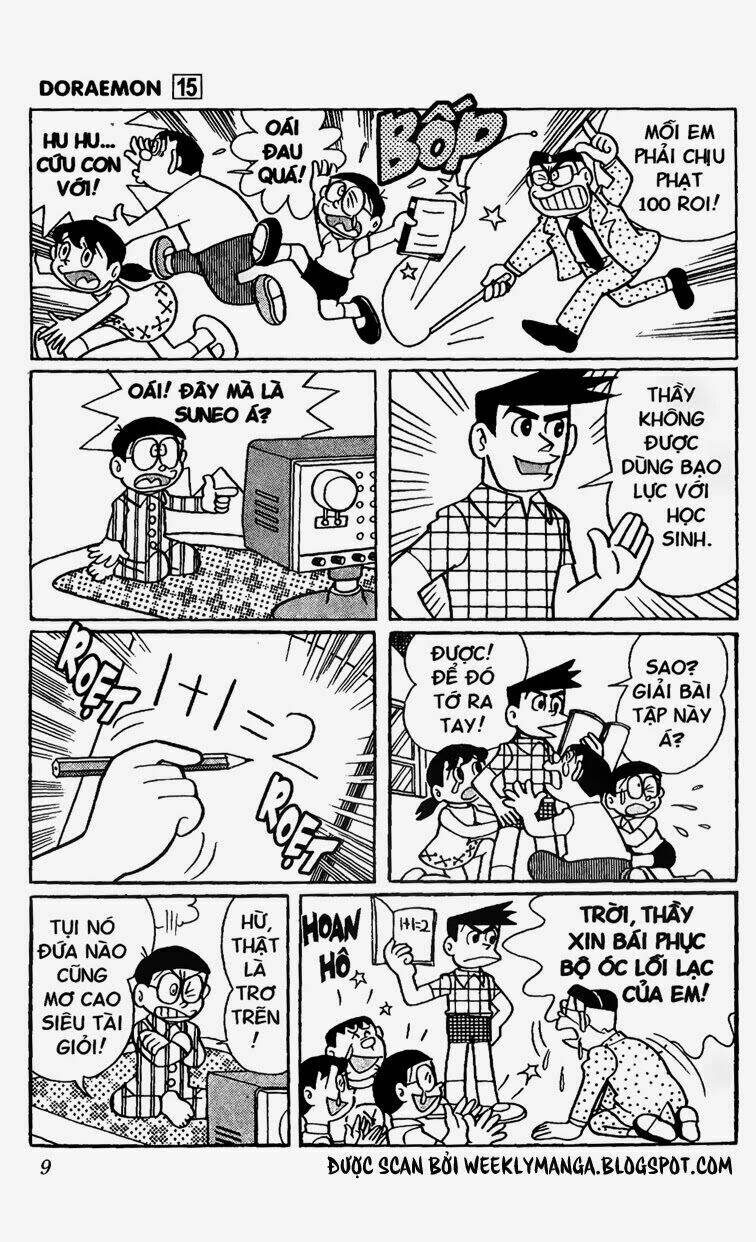 DORAEMON 15
HU HU...
CỨU CON
VỚI!
OÁI
ĐAU
QUÁ!
BỐP
MỖI EM
PHẢI CHỊU
PHẠT
100 ROI!
OÁI! ĐÂY MÀ LÀ
SUNEO Á?
THẦY
KHÔNG
ĐƯỢC
DÙNG BẠO
LỰC VỚI
HỌC
SINH.
ROẸT
1+1=2
ROẸT
ĐƯỢC!
ĐỂ ĐÓ
TỚ RA
TAY!
SAO?
GIẢI BÀI
TẬP NÀY
Á?
TỤI NÓ
ĐỨA NÀO
CŨNG
MƠ CAO
SIÊU TÀI
GIỎI!
HỪ,
THẬT
LÀ
TRƠ
TRẼN
!
HOAN
HÔ
1+1=2
TRỜI, THẦY
XIN BÁI PHỤC
BỘ ÓC LỖI LẠC
CỦA EM!
9
ĐƯỢC SCAN BỞI WEEKLYMANGA.BLOGSPOT.COM